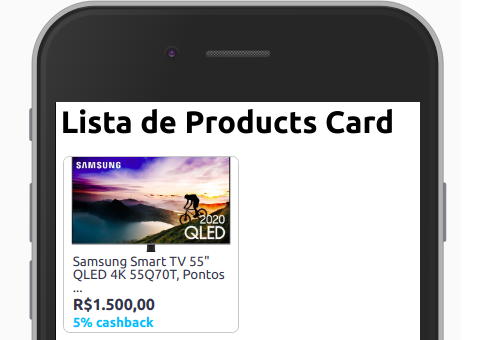 Lista de Products Card
SAMSUNG
2020
QLED
Samsung Smart TV 55"
QLED 4K 55Q70T, Pontos
...
R$1.500,00
5% cashback